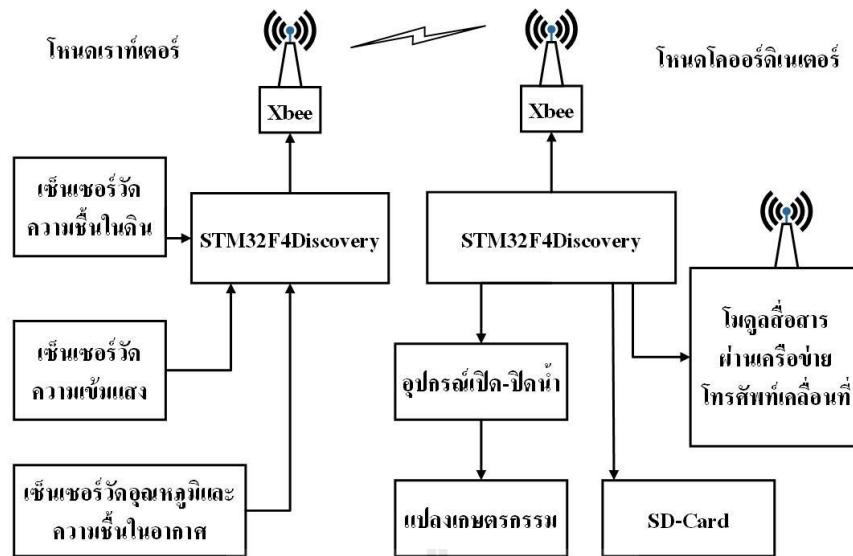 โหนดเราท์เตอร์
โหนดโคออร์ดิเนเตอร์
Xbee
Xbee
เซ็นเซอร์วัด
ความชื้นในดิน
STM32F4Discovery
STM32F4Discovery
เซ็นเซอร์วัด
ความเข้มแสง
อุปกรณ์เปิด-ปิดน้ำ
โมดูลสื่อสาร
ผ่านเครือข่าย
โทรศัพท์เคลื่อนที่
เซ็นเซอร์วัดอุณหภูมิและ
ความชื้นในอากาศ
แปลงเกษตรกรรม
SD-Card